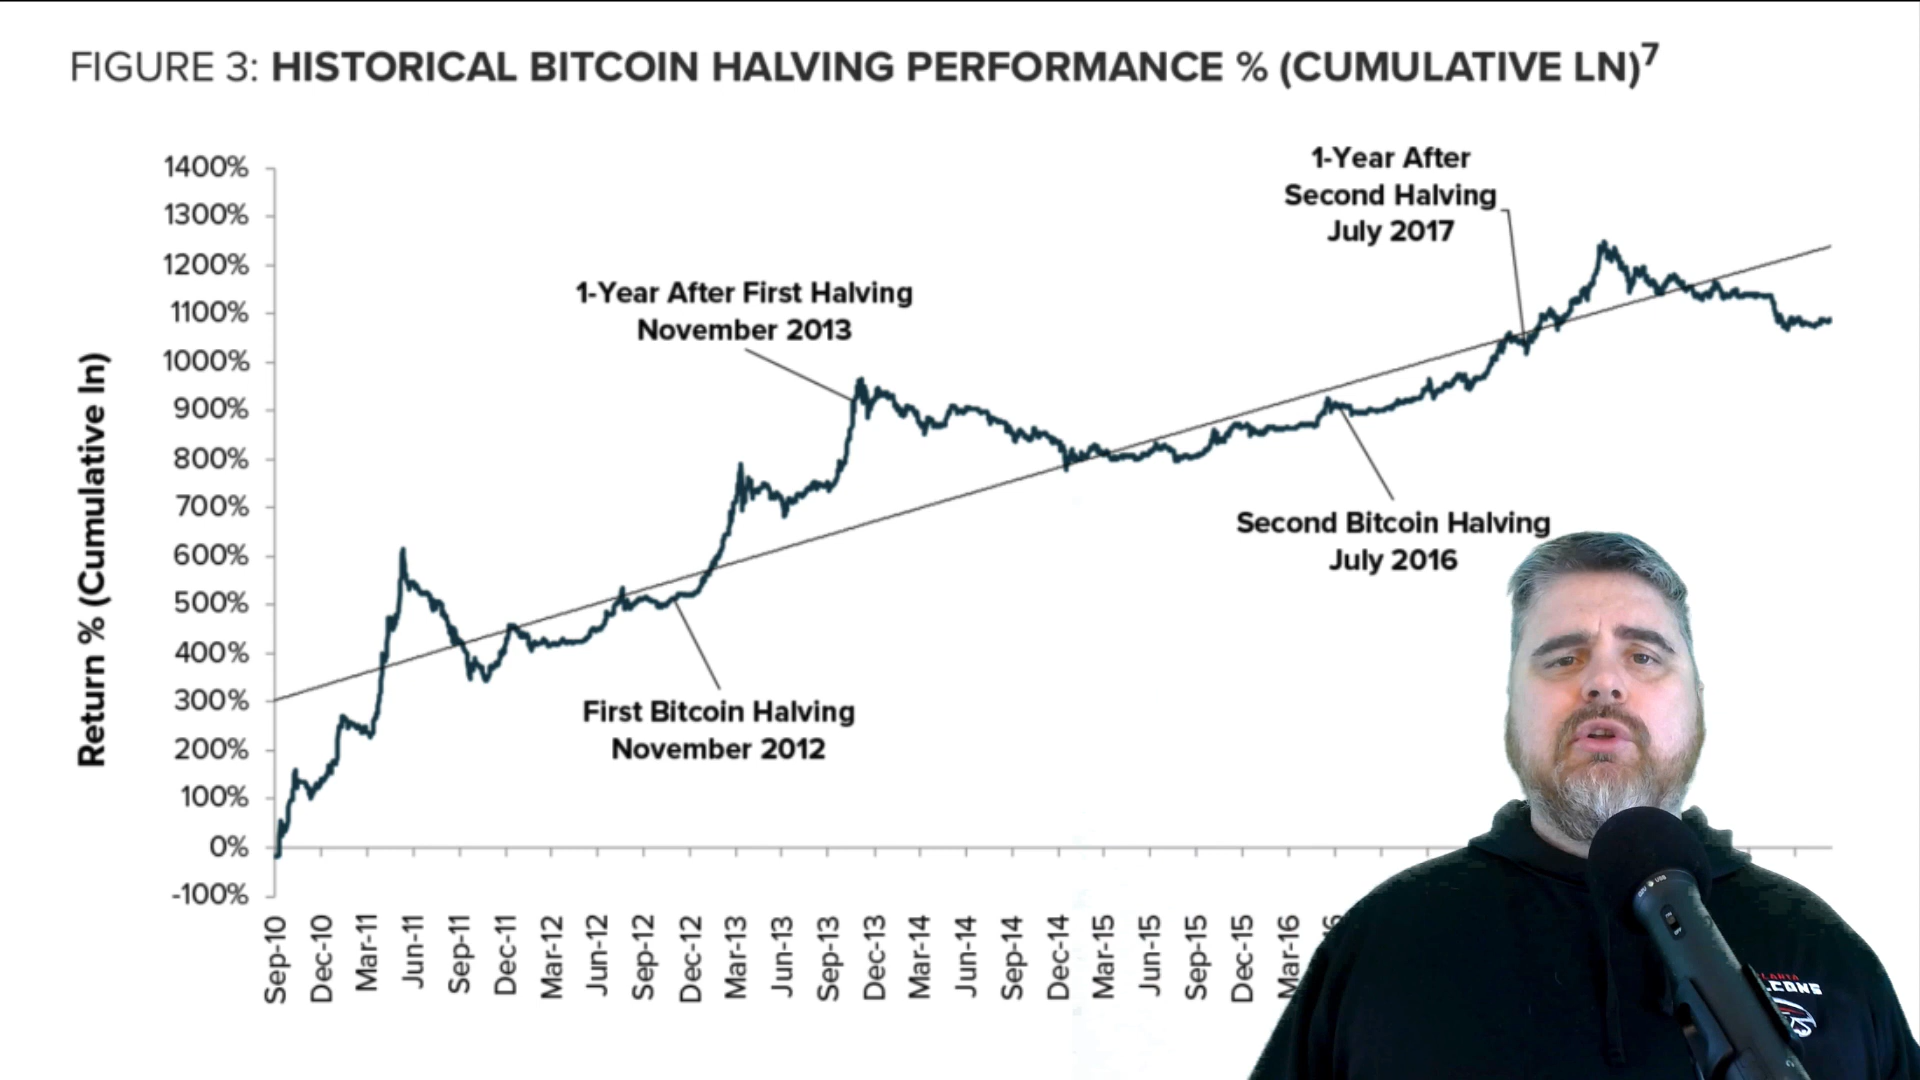 FIGURE 3: HISTORICAL BITCOIN HALVING PERFORMANCE % (CUMULATIVE LN)7
1-Year After
Second Halving
July 2017
1-Year After First Halving
November 2013
Second Bitcoin Halving
July 2016
First Bitcoin Halving
November 2012
Return % (Cumulative ln)
1400%
1300%
1200%
1100%
1000%
900%
800%
700%
600%
500%
400%
300%
200%
100%
0%
-100%
Sep-10
Dec-10
Mar-11
Jun-11
Sep-11
Dec-11
Mar-12
Jun-12
Sep-12
Dec-12
Mar-13
Jun-13
Sep-13
Dec-13
Mar-14
Jun-14
Sep-14
Dec-14
Mar-15
Jun-15
Sep-15
Dec-15
Mar-16